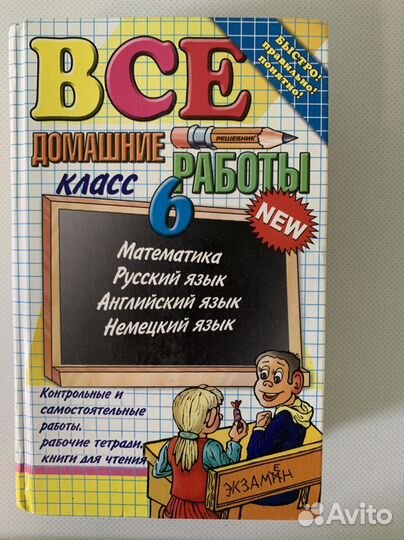 ВСЕ
БЫСТРО!
правильно!
понятно!
ДОМАШНИЕ
РЕШЕБНИК
РАБОТЫ
КЛАСС
6
NEW
Математика
Русский язык
Английский язык
Немецкий язык
Контрольные и
самостоятельные
работы,
рабочие тетради,
книги для чтения
ЭКЗАМИН
Е
Avito